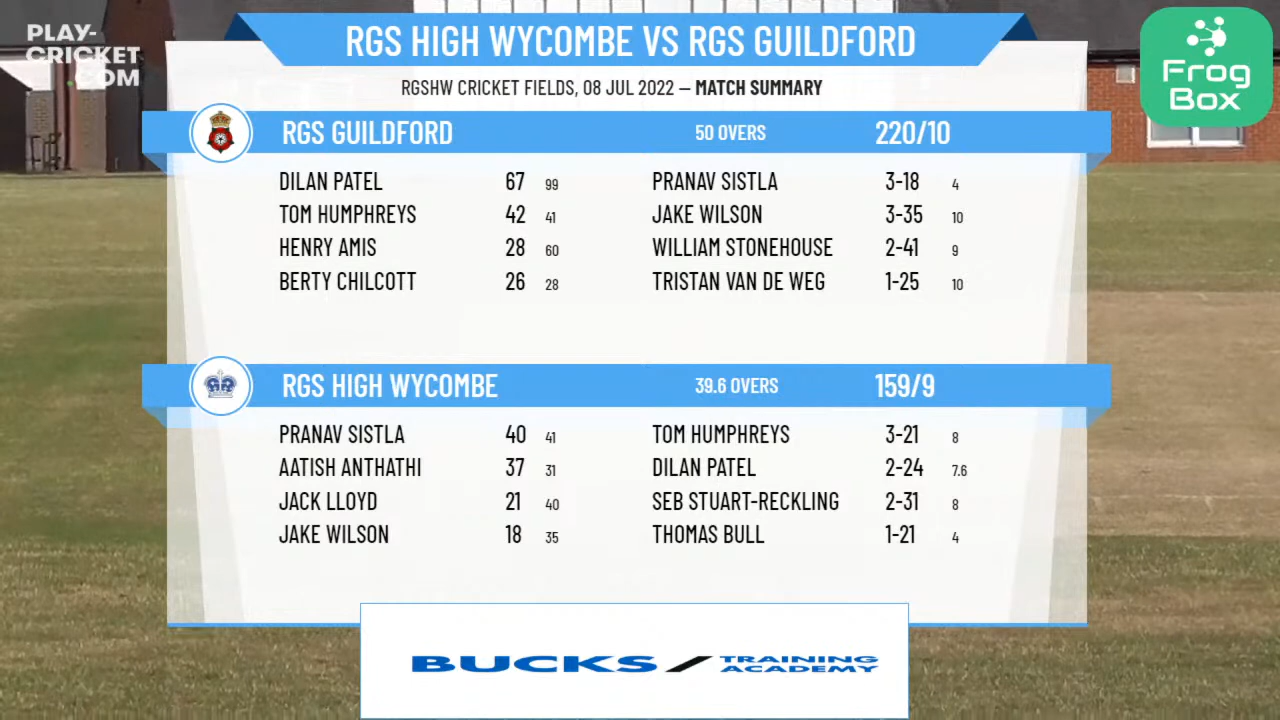 PLAY-
CRICKET
.COM
RGS HIGH WYCOMBE VS RGS GUILDFORD
Frog
Box
RGSHW CRICKET FIELDS, 08 JUL 2022 – MATCH SUMMARY
RGS GUILDFORD 50 OVERS 220/10
DILAN PATEL 67 99 PRANAV SISTLA 3-18 4
TOM HUMPHREYS 42 41 JAKE WILSON 3-35 10
HENRY AMIS 28 60 WILLIAM STONEHOUSE 2-41 9
BERTY CHILCOTT 26 28 TRISTAN VAN DE WEG 1-25 10
RGS HIGH WYCOMBE 39.6 OVERS 159/9
PRANAV SISTLA 40 41 TOM HUMPHREYS 3-21 8
AATISH ANTHATHI 37 31 DILAN PATEL 2-24 7.6
JACK LLOYD 21 40 SEB STUART-RECKLING 2-31 8
JAKE WILSON 18 35 THOMAS BULL 1-21 4
BUCKS / TRAINING
ACADEMY